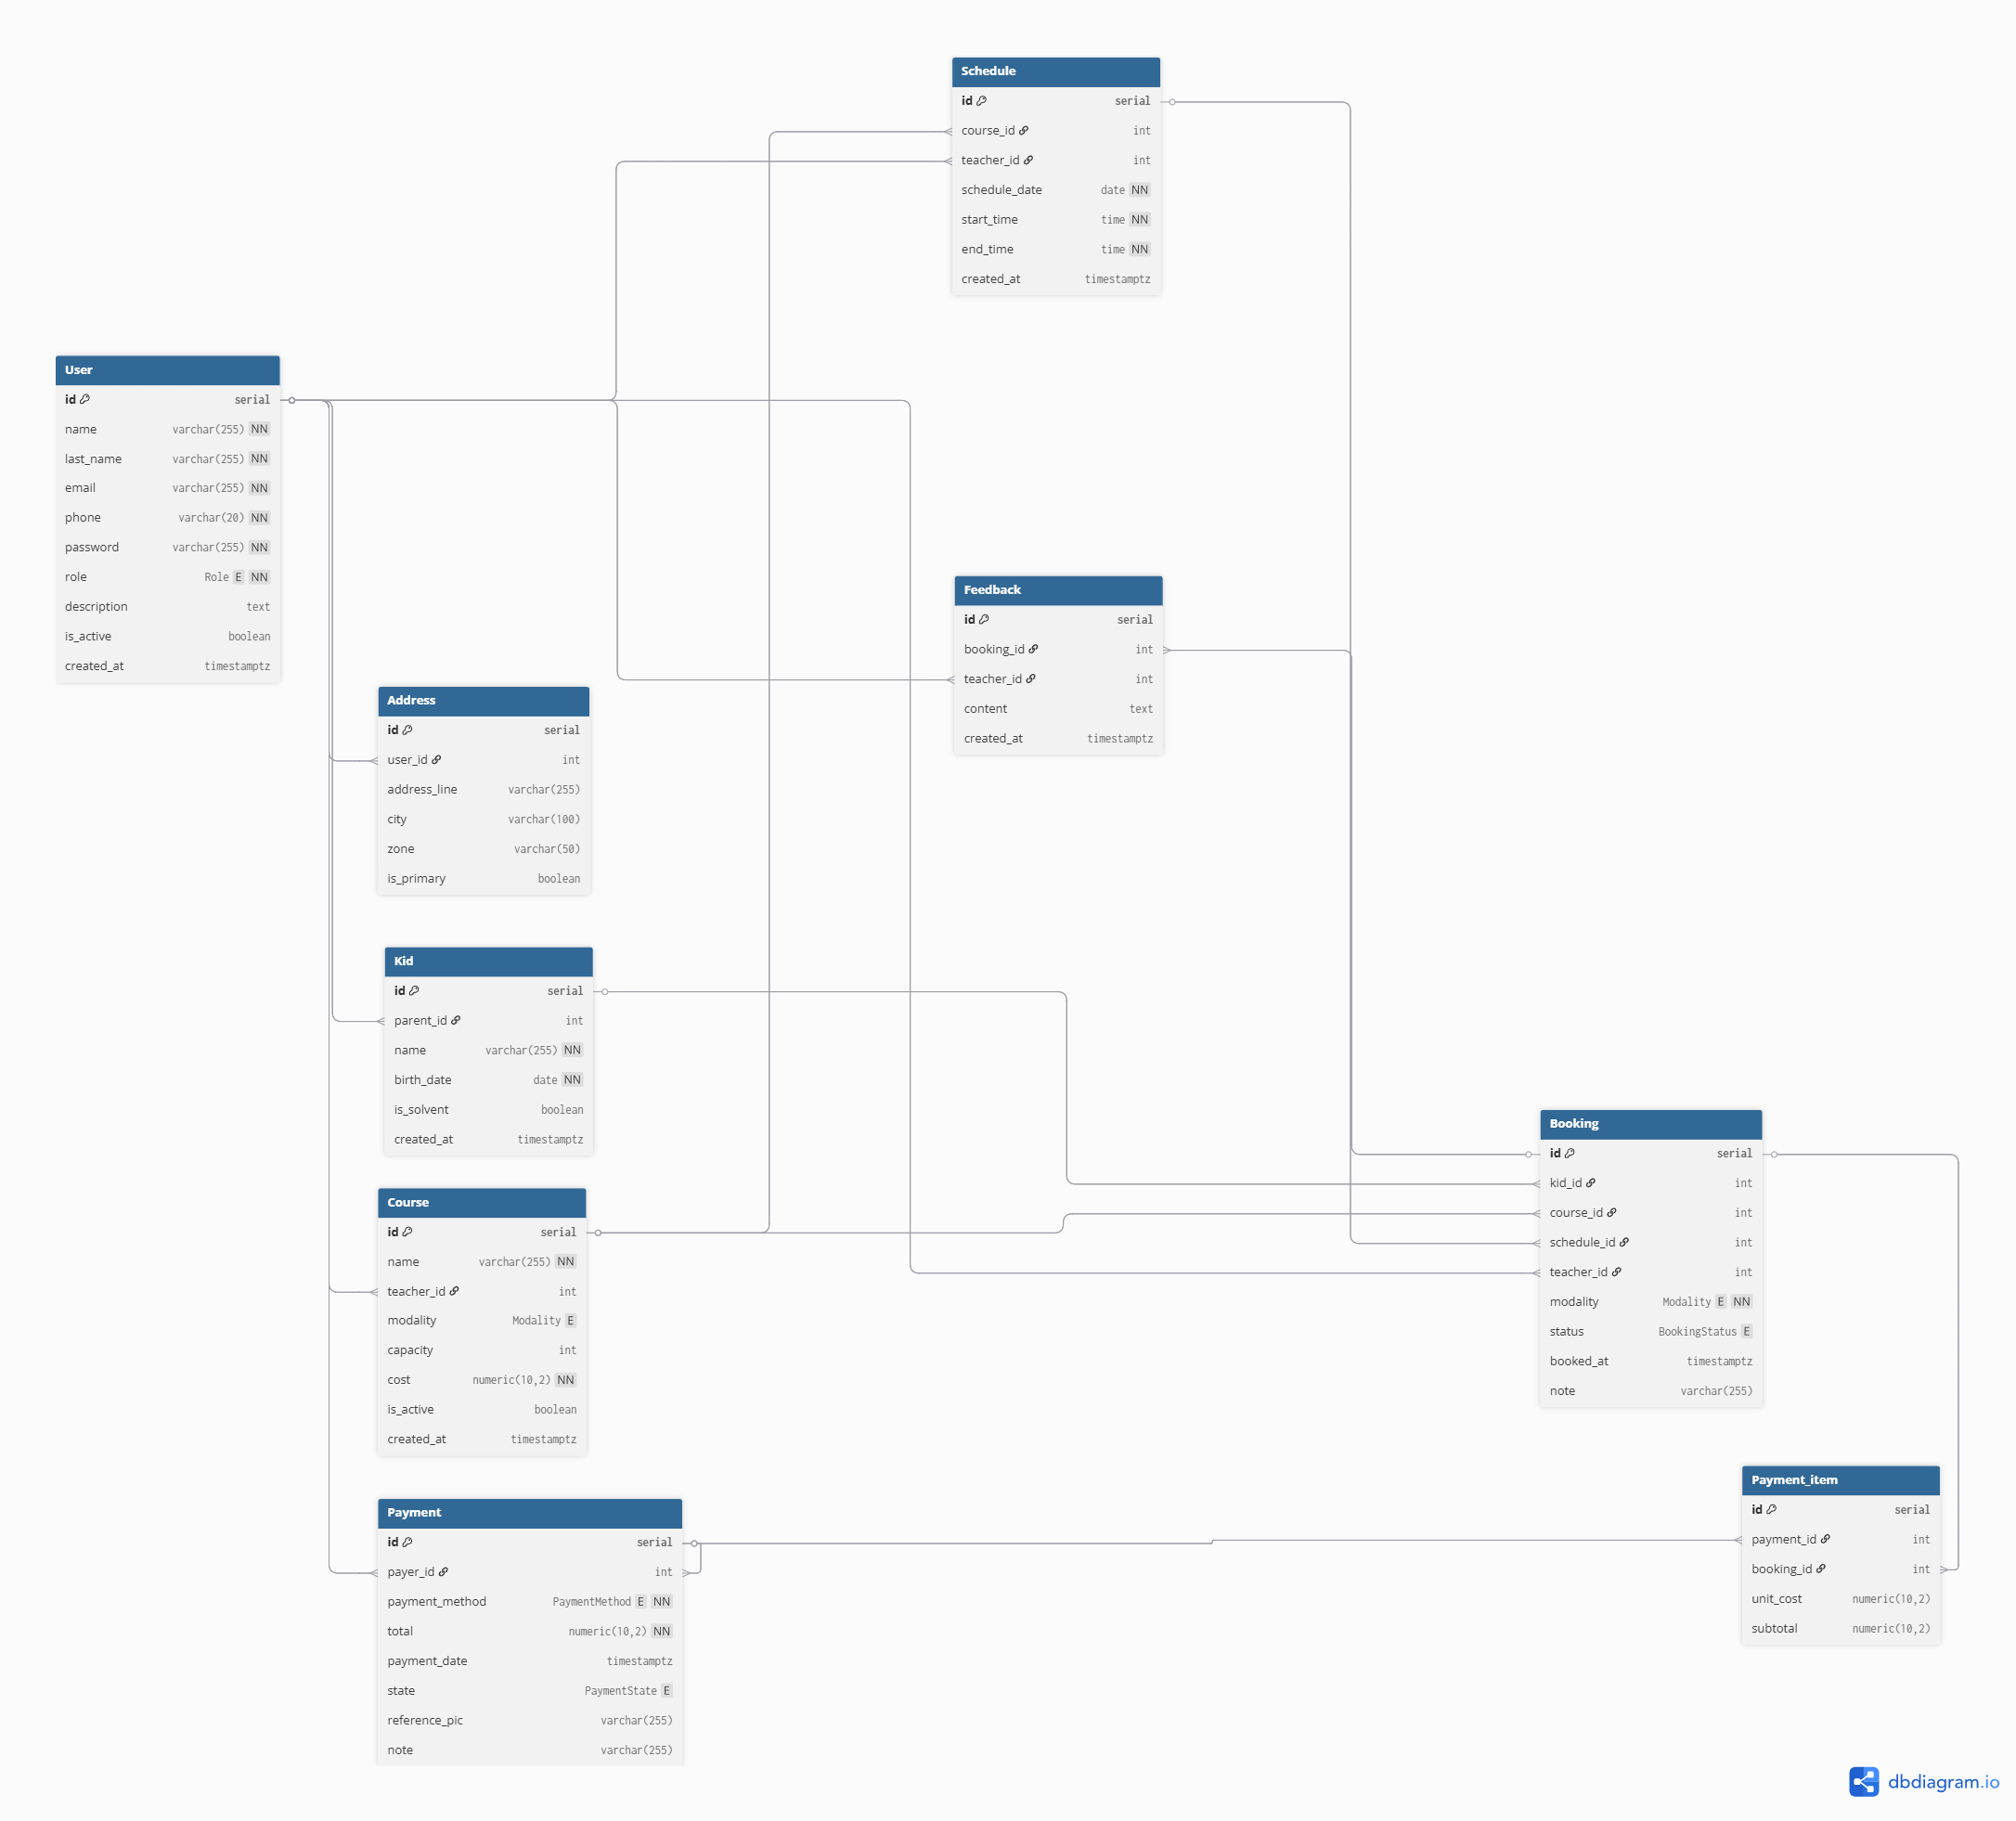 Schedule
id serial
course_id int
teacher_id int
schedule_date date NN
start_time time NN
end_time time NN
created_at timestamptz
User
id serial
name varchar(255) NN
last_name varchar(255) NN
email varchar(255) NN
phone varchar(20) NN
password varchar(255) NN
role Role E NN
description text
is_active boolean
created_at timestamptz
Feedback
id serial
booking_id int
teacher_id int
content text
created_at timestamptz
Address
id serial
user_id int
address_line varchar(255)
city varchar(100)
zone varchar(50)
is_primary boolean
Kid
id serial
parent_id int
name varchar(255) NN
birth_date date NN
is_solvent boolean
created_at timestamptz
Booking
id serial
kid_id int
course_id int
schedule_id int
teacher_id int
modality Modality E NN
status BookingStatus E
booked_at timestamptz
note varchar(255)
Course
id serial
name varchar(255) NN
teacher_id int
modality Modality E
capacity int
cost numeric(10,2) NN
is_active boolean
created_at timestamptz
Payment_item
id serial
payment_id int
booking_id int
unit_cost numeric(10,2)
subtotal numeric(10,2)
Payment
id serial
payer_id int
payment_method PaymentMethod E NN
total numeric(10,2) NN
payment_date timestamptz
state PaymentState E
reference_pic varchar(255)
note varchar(255)
dbdiagram.io